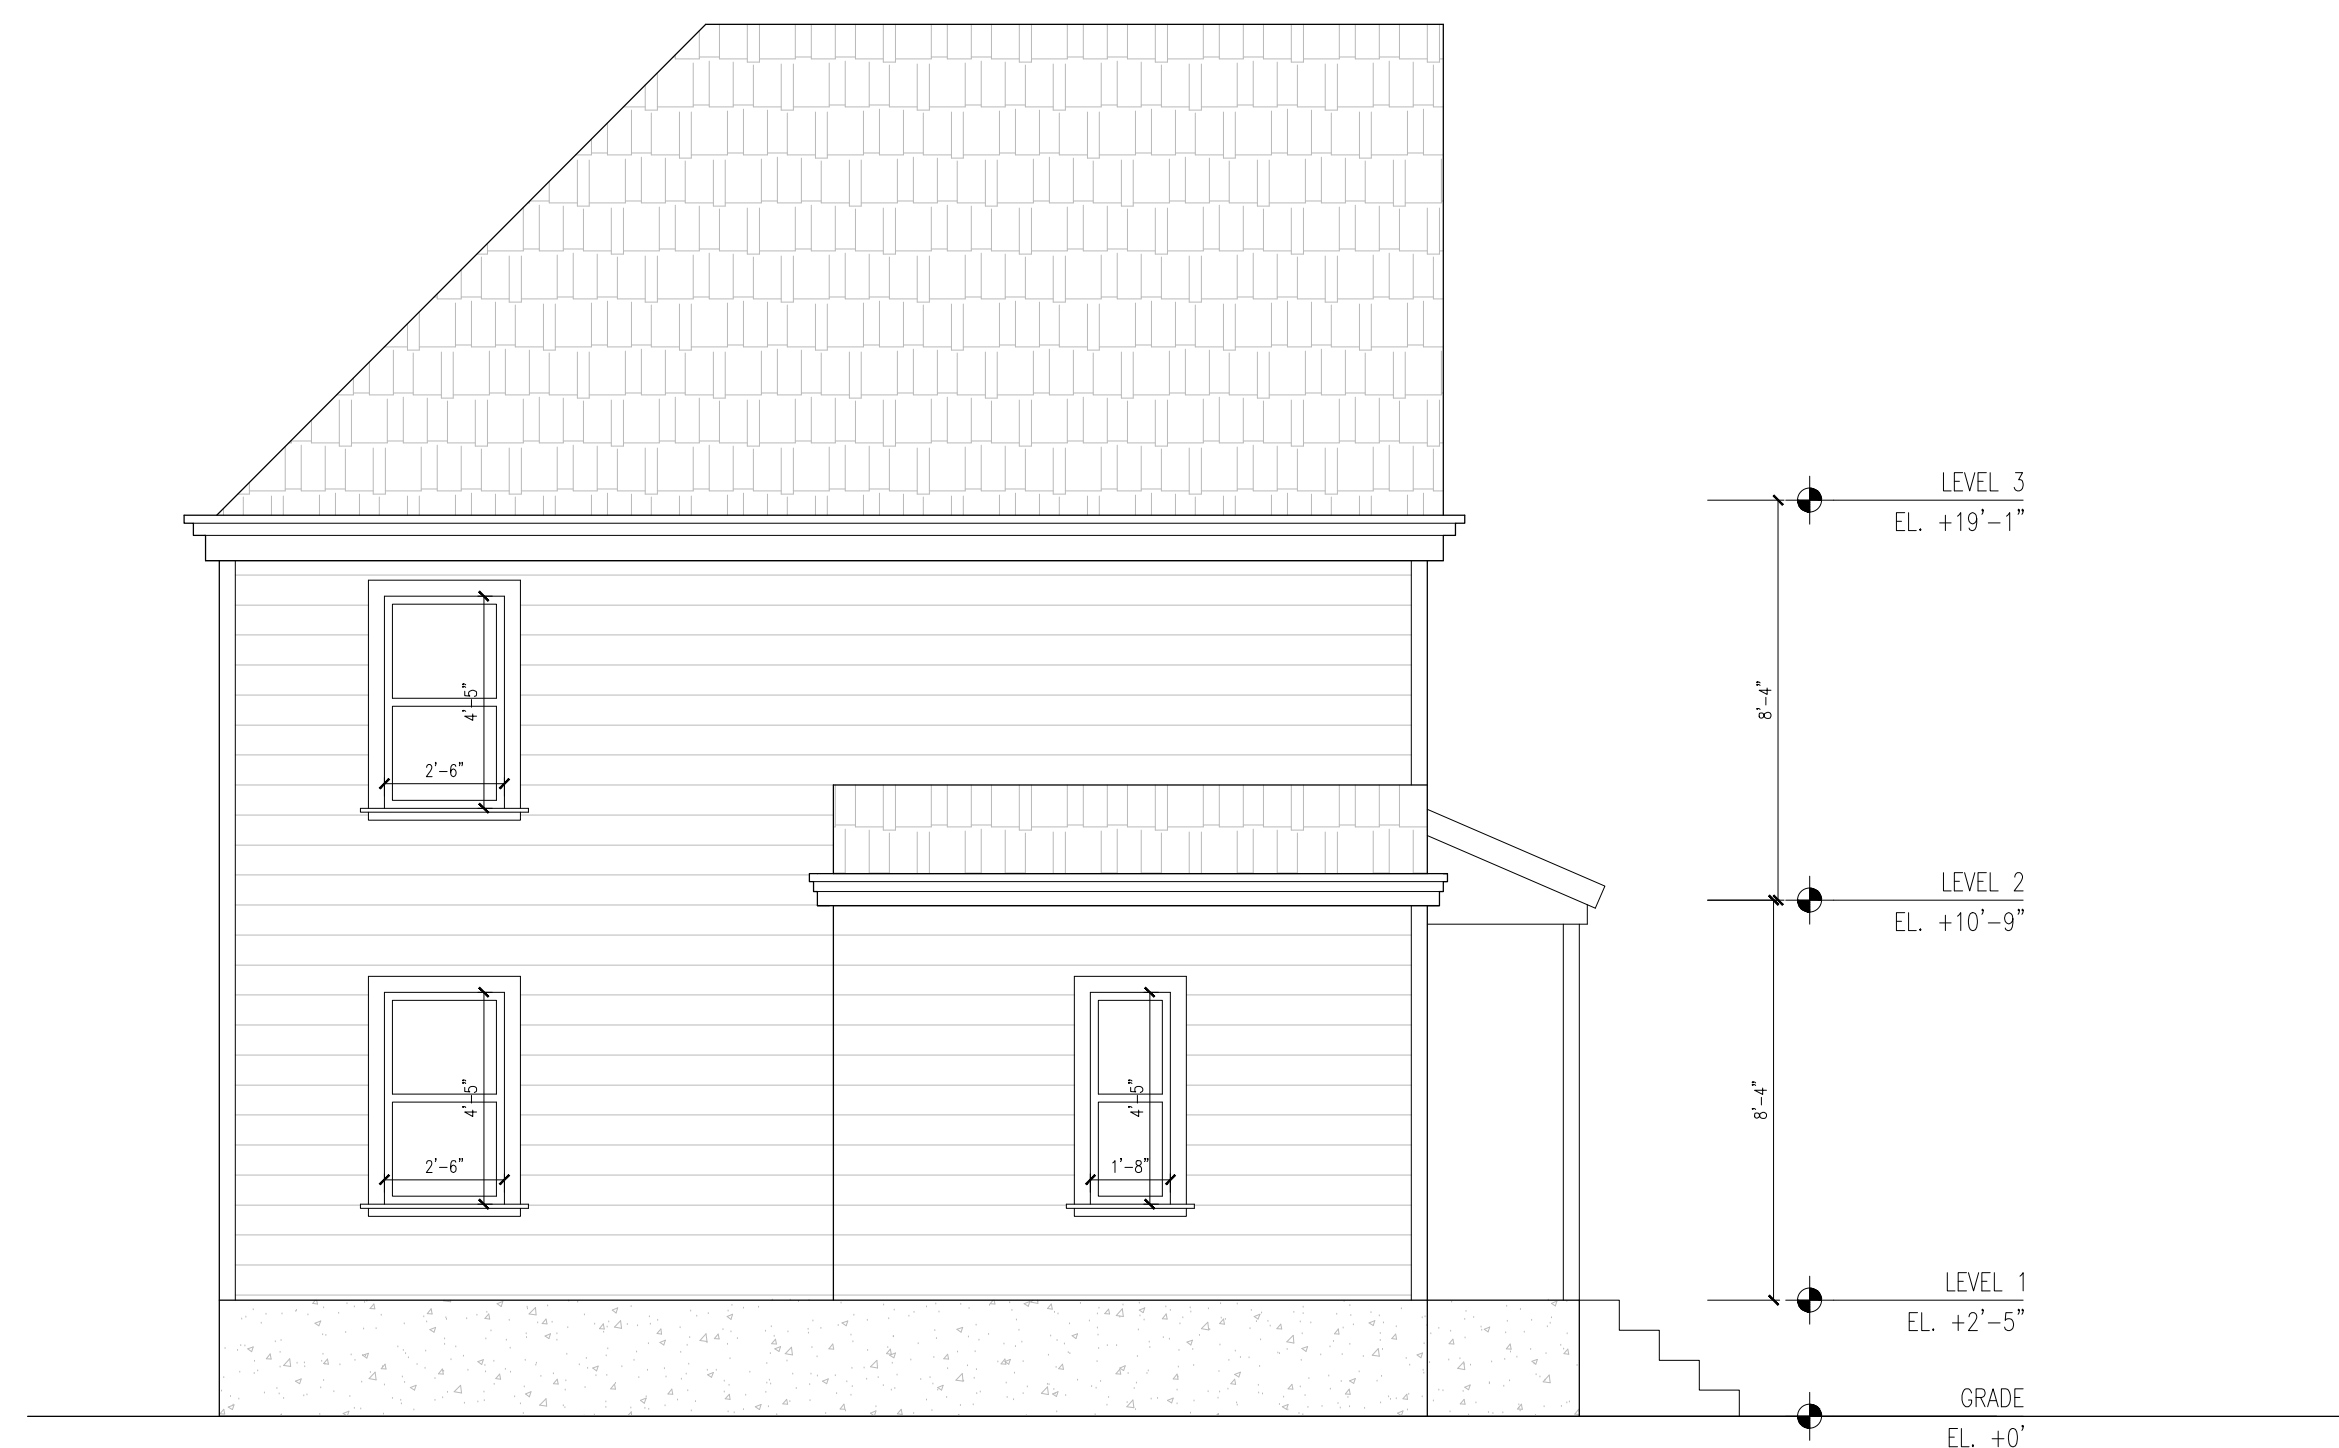 LEVEL 3
EL. +19'-1"
4'-5"
8'-4"
2'-6"
LEVEL 2
EL. +10'-9"
4'-5"
4'-5"
8'-4"
2'-6"
1'-8"
LEVEL 1
EL. +2'-5"
GRADE
EL. +0'